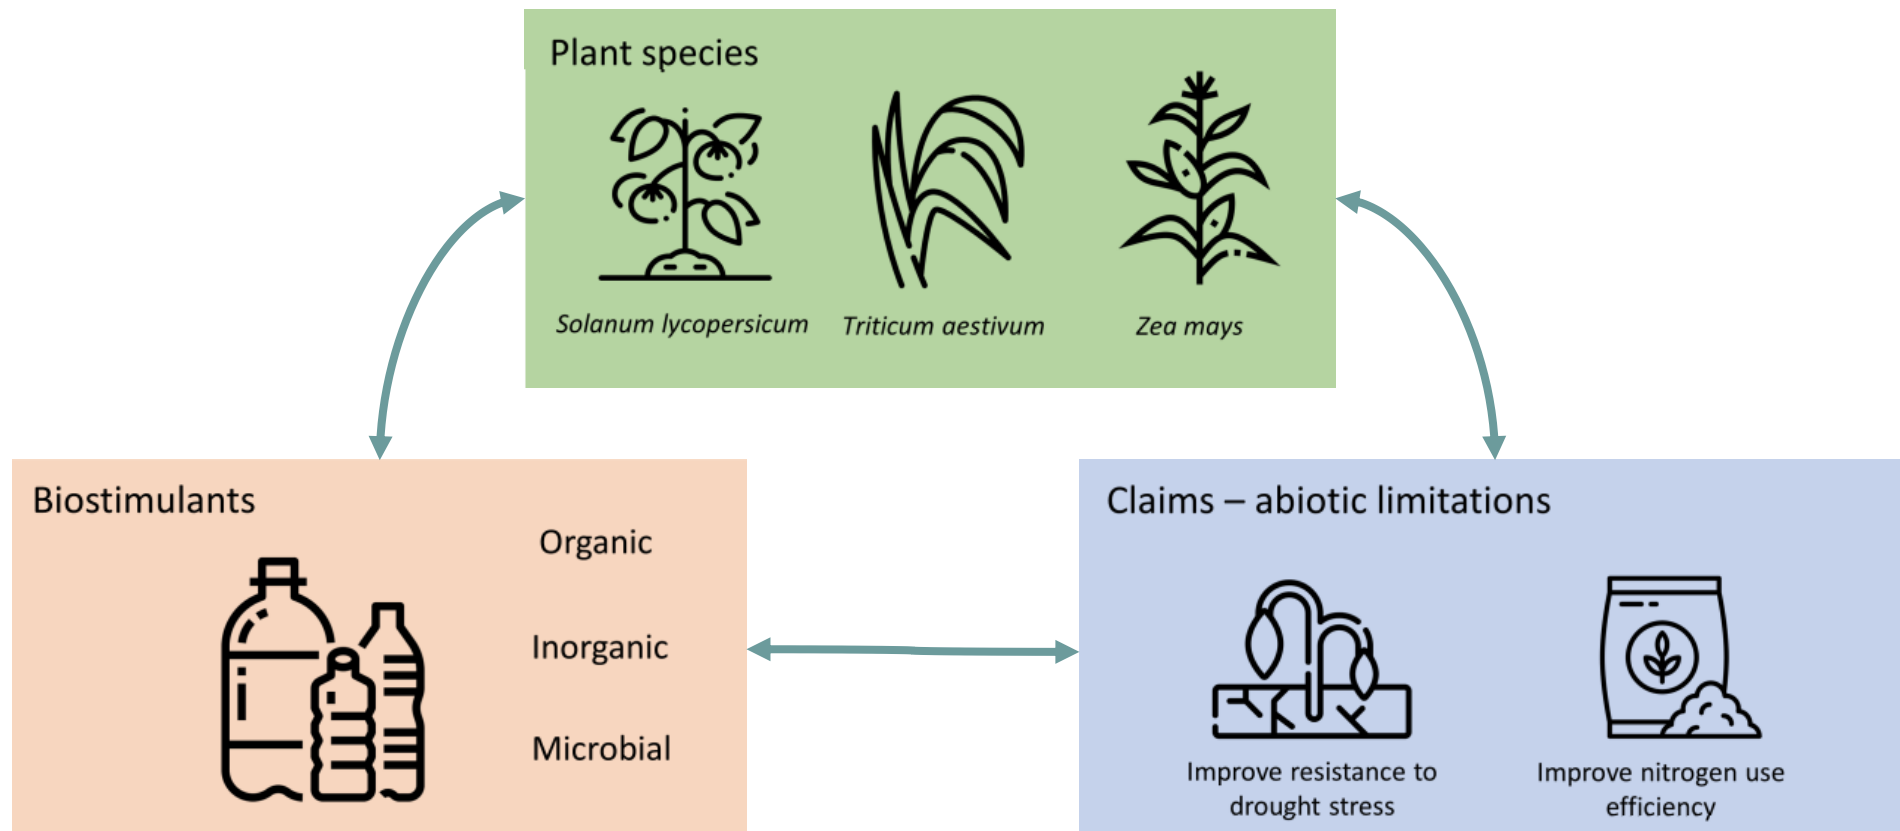 Plant species
Solanum lycopersicum
Triticum aestivum
Zea mays
Biostimulants
Organic
Inorganic
Microbial
Claims – abiotic limitations
Improve resistance to
drought stress
Improve nitrogen use
efficiency